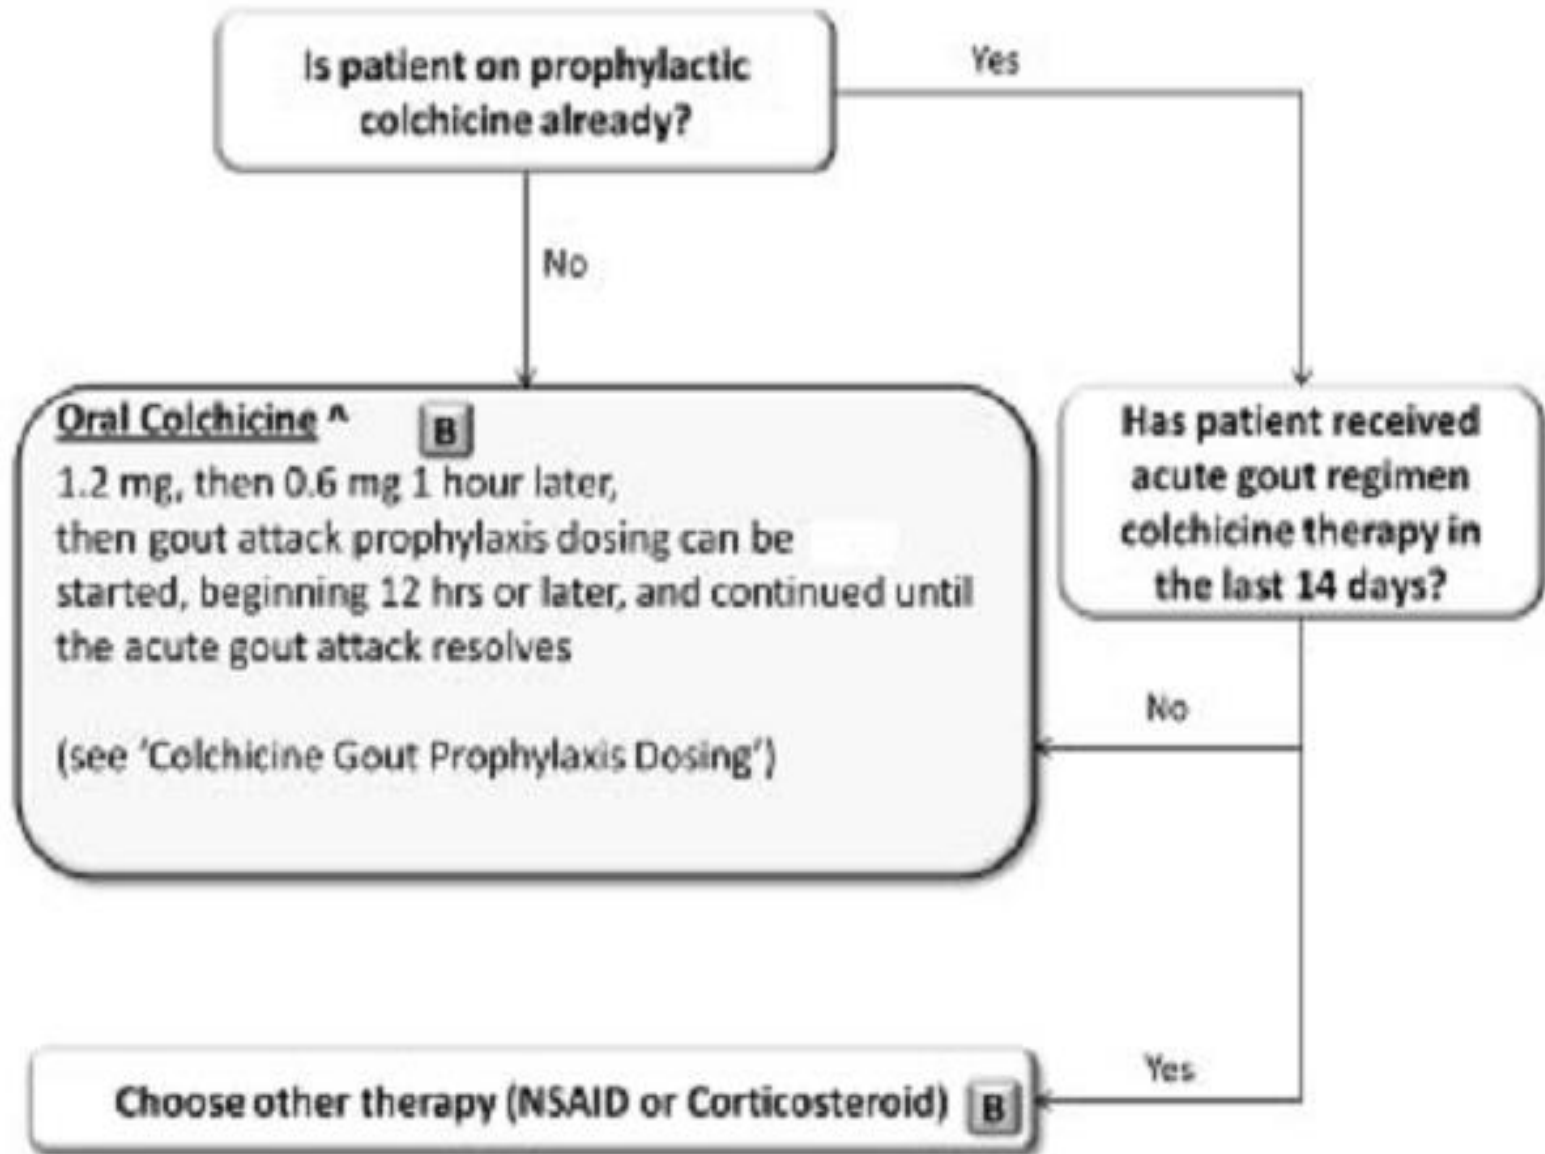 Is patient on prophylactic
colchicine already?
Yes
No
Oral Colchicine ^ B
1.2 mg, then 0.6 mg 1 hour later,
then gout attack prophylaxis dosing can be
started, beginning 12 hrs or later, and continued until
the acute gout attack resolves
(see 'Colchicine Gout Prophylaxis Dosing')
Has patient received
acute gout regimen
colchicine therapy in
the last 14 days?
No
Yes
Choose other therapy (NSAID or Corticosteroid) B